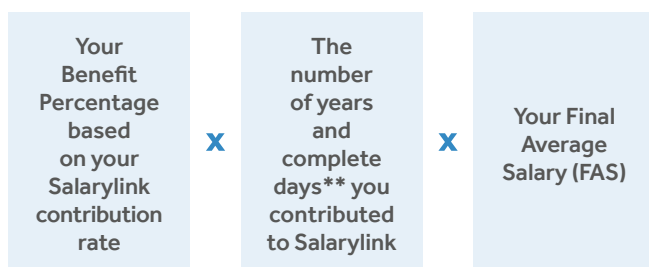 Your
Benefit
Percentage
based
on your
Salarylink
contribution
rate
x
The
number
of years
and
complete
days** you
contributed
to Salarylink
x
Your Final
Average
Salary (FAS)